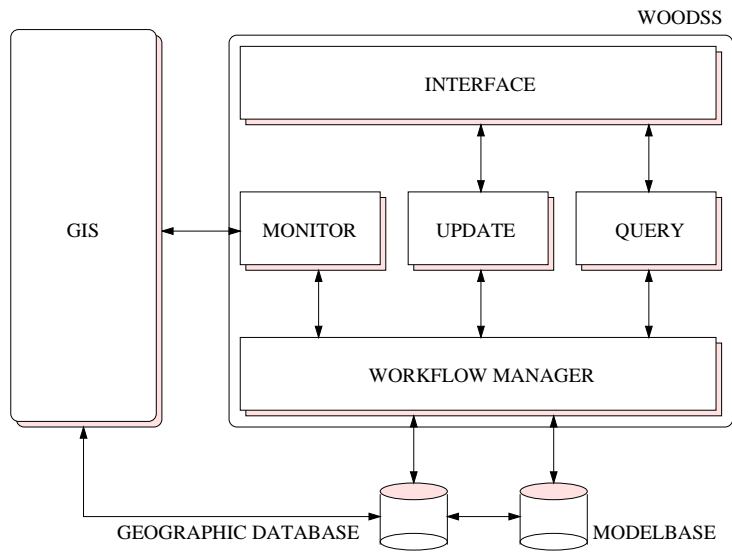 WOODSS
INTERFACE
GIS
MONITOR
UPDATE
QUERY
WORKFLOW MANAGER
GEOGRAPHIC DATABASE
MODELBASE